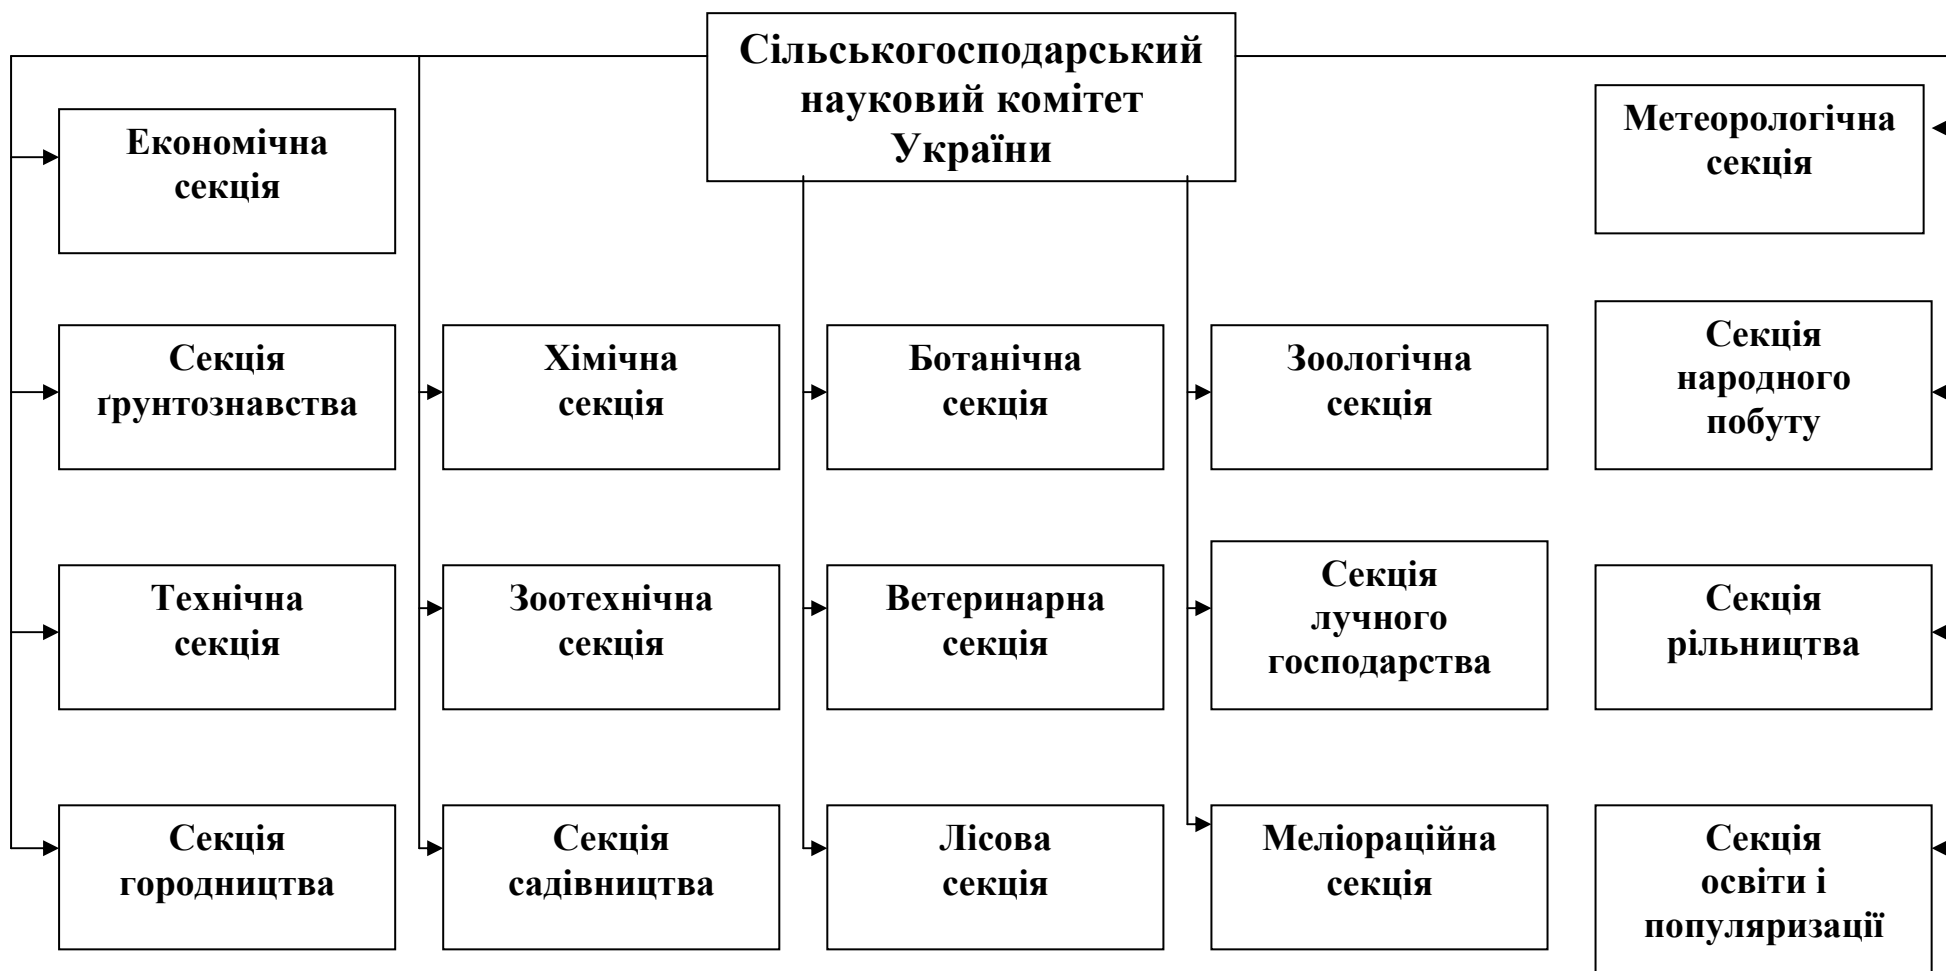 Сільськогосподарський
науковий комітет
України
Економічна
секція
Метеорологічна
секція
Секція
ґрунтознавства
Хімічна
секція
Ботанічна
секція
Зоологічна
секція
Секція
народного
побуту
Технічна
секція
Зоотехнічна
секція
Ветеринарна
секція
Секція
лучного
господарства
Секція
рільництва
Секція
городництва
Секція
садівництва
Лісова
секція
Меліораційна
секція
Секція
освіти і
популяризації